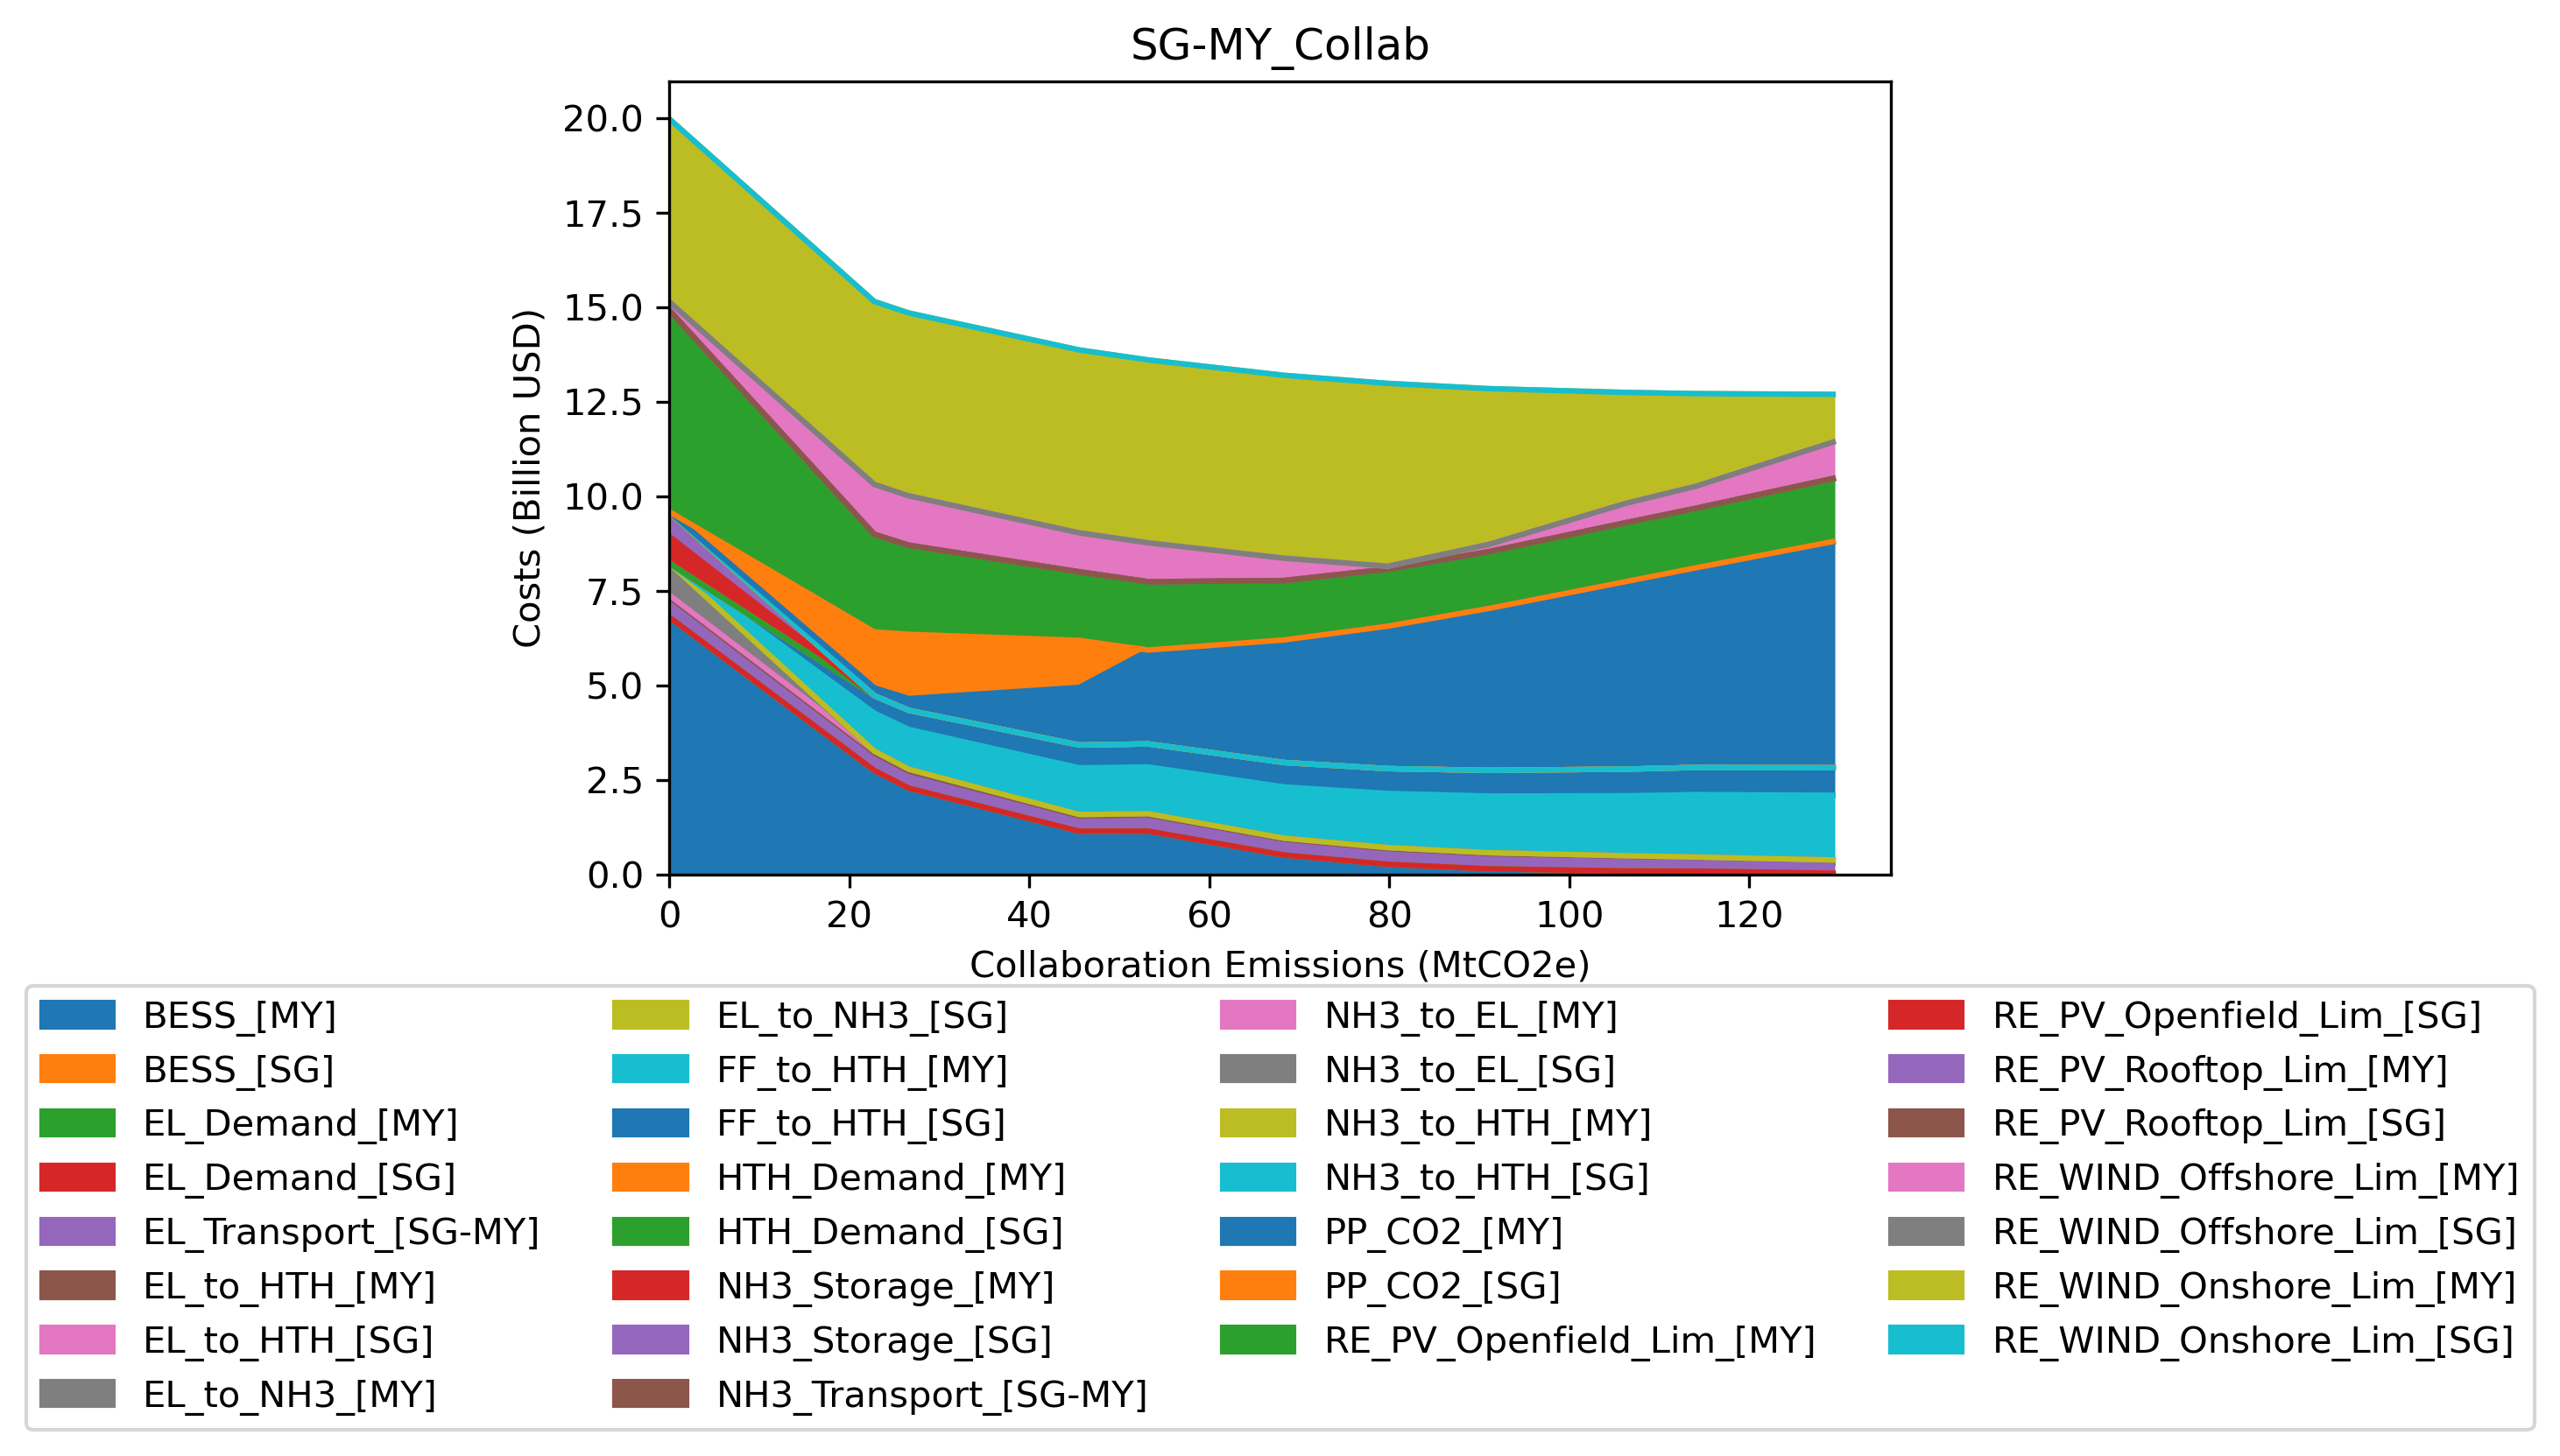 SG-MY_Collab
Costs (Billion USD)
20.0
17.5
15.0
12.5
10.0
7.5
5.0
2.5
0.0
0 20 40 60 80 100 120
Collaboration Emissions (MtCO2e)
BESS_[MY]
BESS_[SG]
EL_Demand_[MY]
EL_Demand_[SG]
EL_Transport_[SG-MY]
EL_to_HTH_[MY]
EL_to_HTH_[SG]
EL_to_NH3_[MY]
EL_to_NH3_[SG]
FF_to_HTH_[MY]
FF_to_HTH_[SG]
HTH_Demand_[MY]
HTH_Demand_[SG]
NH3_Storage_[MY]
NH3_Storage_[SG]
NH3_Transport_[SG-MY]
NH3_to_EL_[MY]
NH3_to_EL_[SG]
NH3_to_HTH_[MY]
NH3_to_HTH_[SG]
PP_CO2_[MY]
PP_CO2_[SG]
RE_PV_Openfield_Lim_[MY]
RE_PV_Openfield_Lim_[SG]
RE_PV_Rooftop_Lim_[MY]
RE_PV_Rooftop_Lim_[SG]
RE_WIND_Offshore_Lim_[MY]
RE_WIND_Offshore_Lim_[SG]
RE_WIND_Onshore_Lim_[MY]
RE_WIND_Onshore_Lim_[SG]